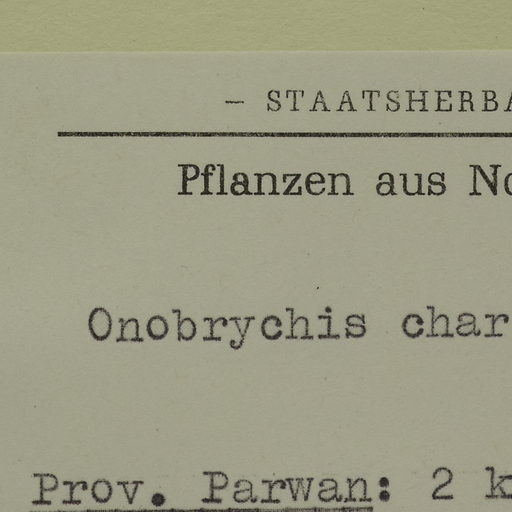 – STAATSHERBA
Pflanzen aus No
Onobrychis char
Prov. Parwan: 2 k